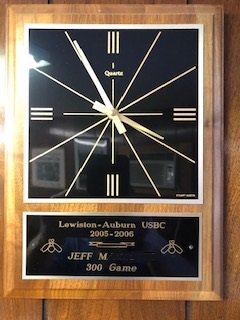 Quartz
Lewiston-Auburn USBC
2005-2006
JEFF M.
300 Game